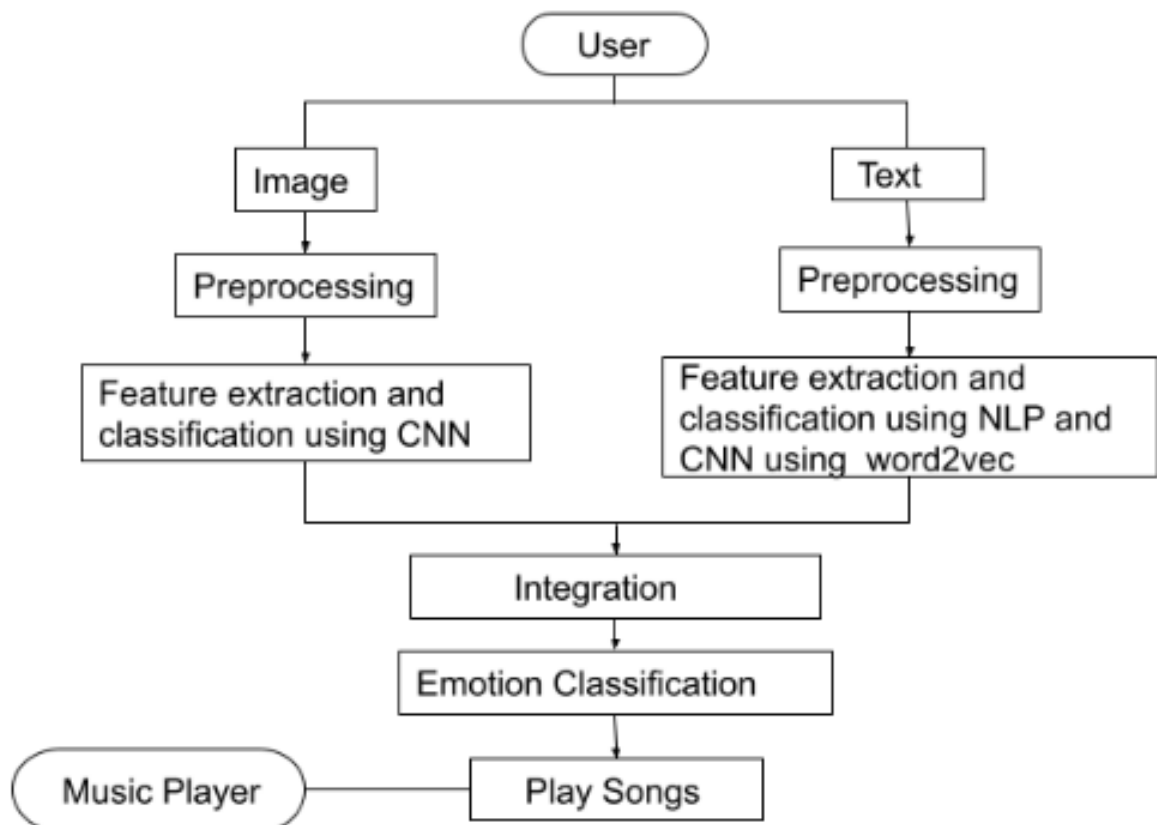 User
Image
Text
Preprocessing
Preprocessing
Feature extraction and
classification using CNN
Feature extraction and
classification using NLP and
CNN using word2vec
Integration
Emotion Classification
Music Player
Play Songs